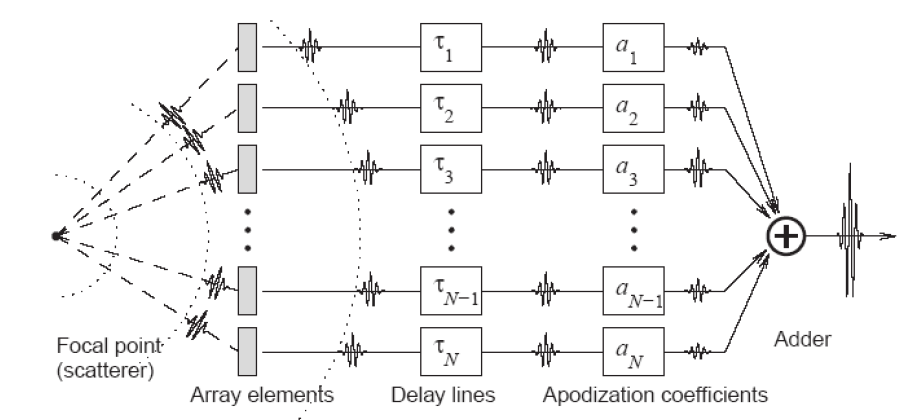 τ1
a1
τ2
a2
τ3
a3
τN−1
aN−1
τN
aN
+
Adder
Focal point
(scatterer)
Array elements
Delay lines
Apodization coefficients